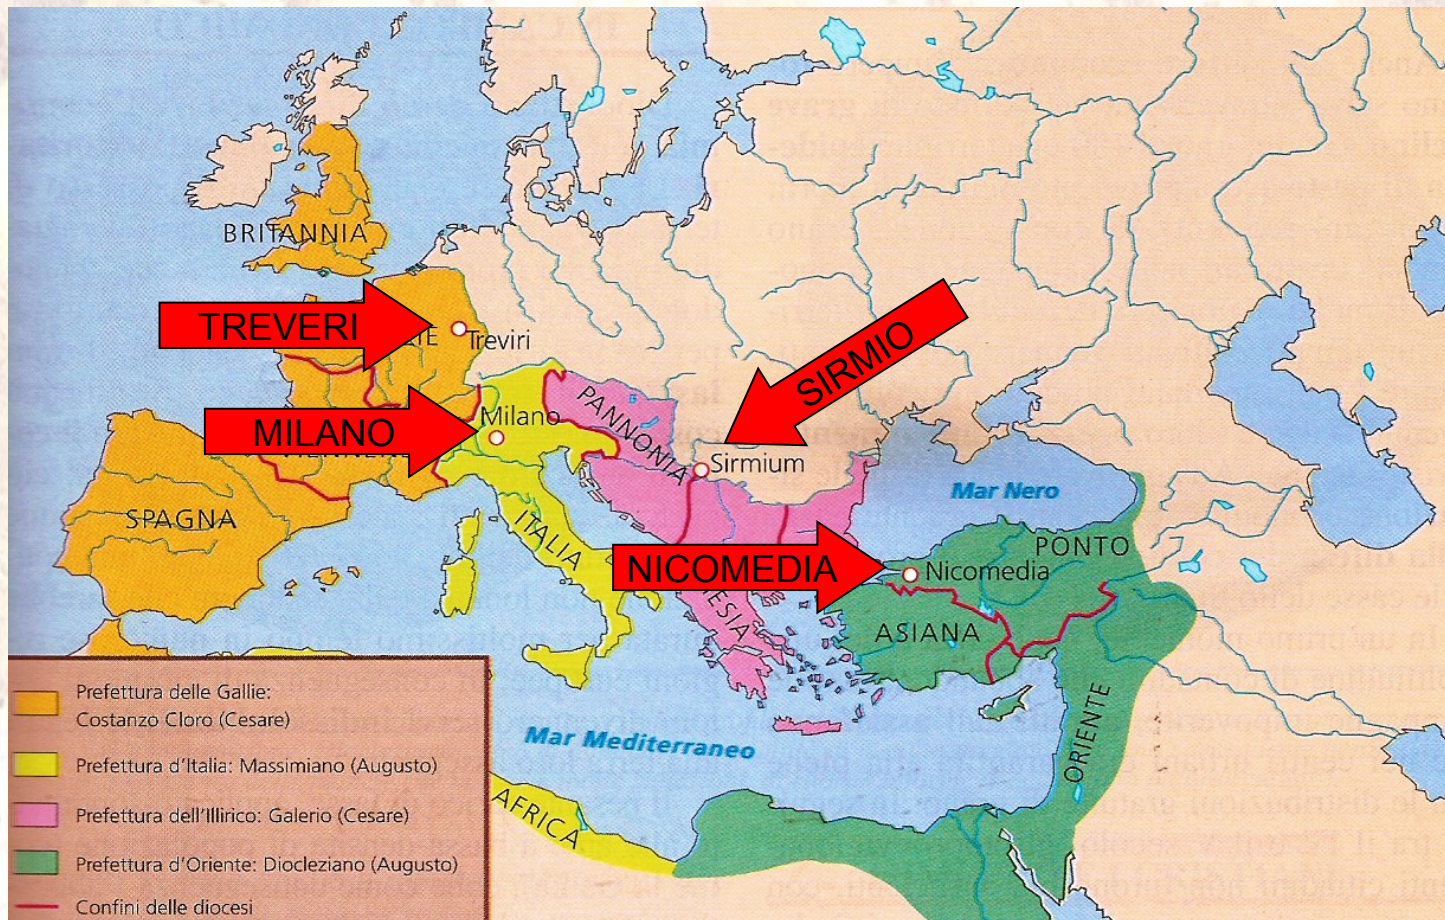 BRITANNIA
TREVERI
Treviri
SIRMIO
MILANO
Milano
PANNONIA
Sirmium
SPAGNA
ITALIA
Mar Nero
NICOMEDIA
Nicomedia
PONTO
ASIANA
ORIENTE
Mar Mediterraneo
AFRICA
Prefettura delle Gallie:
Costanzo Cloro (Cesare)
Prefettura d'Italia: Massimiano (Augusto)
Prefettura dell'Illirico: Galerio (Cesare)
Prefettura d'Oriente: Diocleziano (Augusto)
Confini delle diocesi